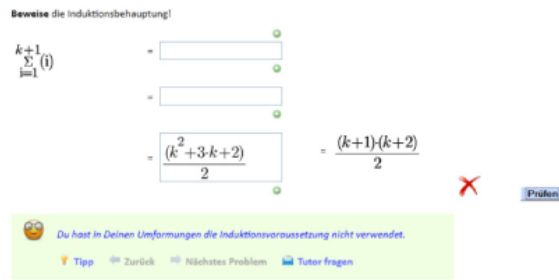 Beweise die Induktionsbehauptung!
k+1
Σ (i)
i=1
=
=
= (k²+3·k+2)/2 = (k+1)·(k+2)/2
Prüfen
Du hast in Deinen Umformungen die Induktionsvoraussetzung nicht verwendet.
Tipp Zurück Nächstes Problem Tutor fragen